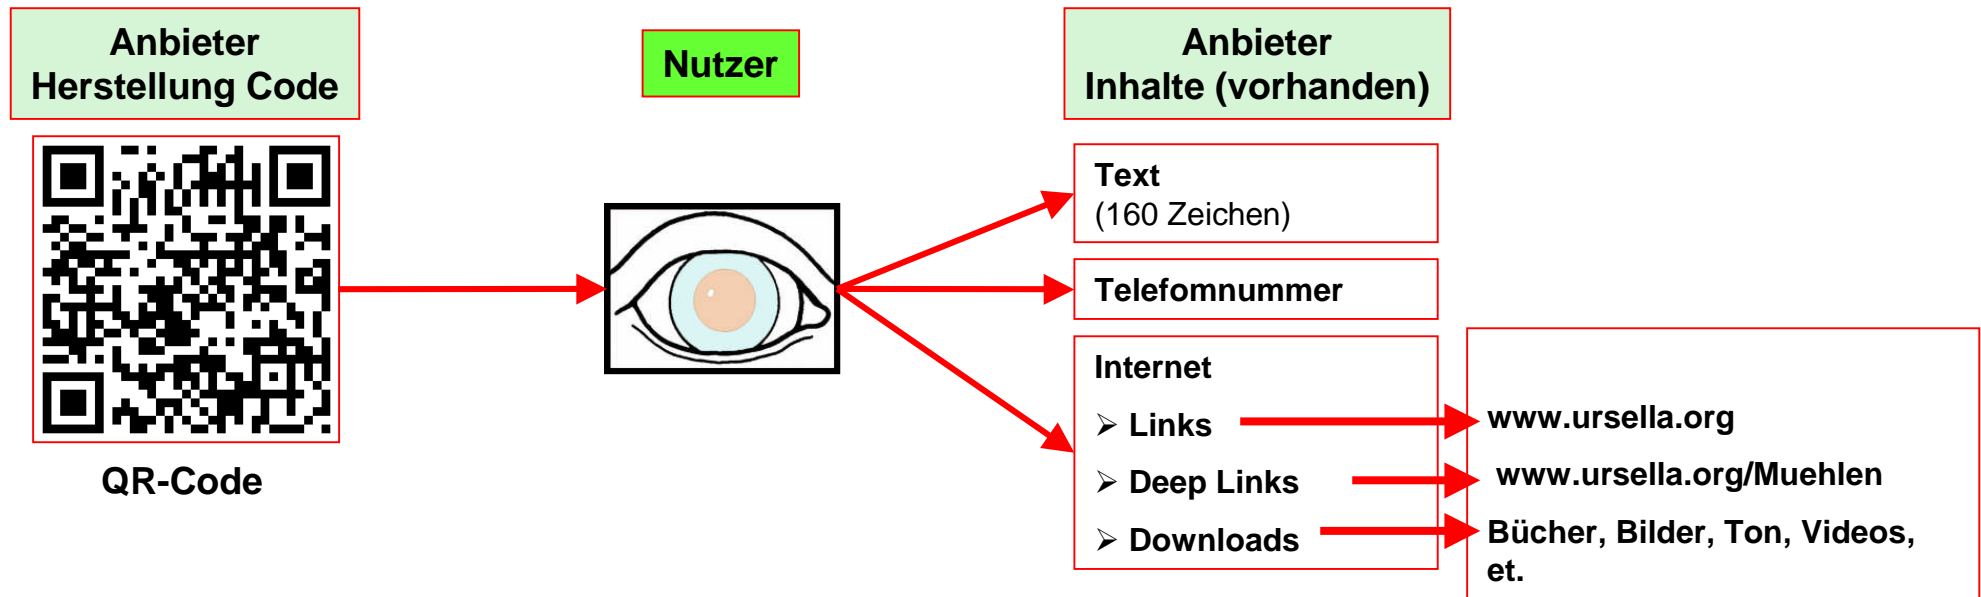 Anbieter
Herstellung Code
Nutzer
Anbieter
Inhalte (vorhanden)
QR-Code
Text
(160 Zeichen)
Telefomnummer
Internet
➢ Links
➢ Deep Links
➢ Downloads
www.ursella.org
www.ursella.org/Muehlen
Bücher, Bilder, Ton, Videos,
et.